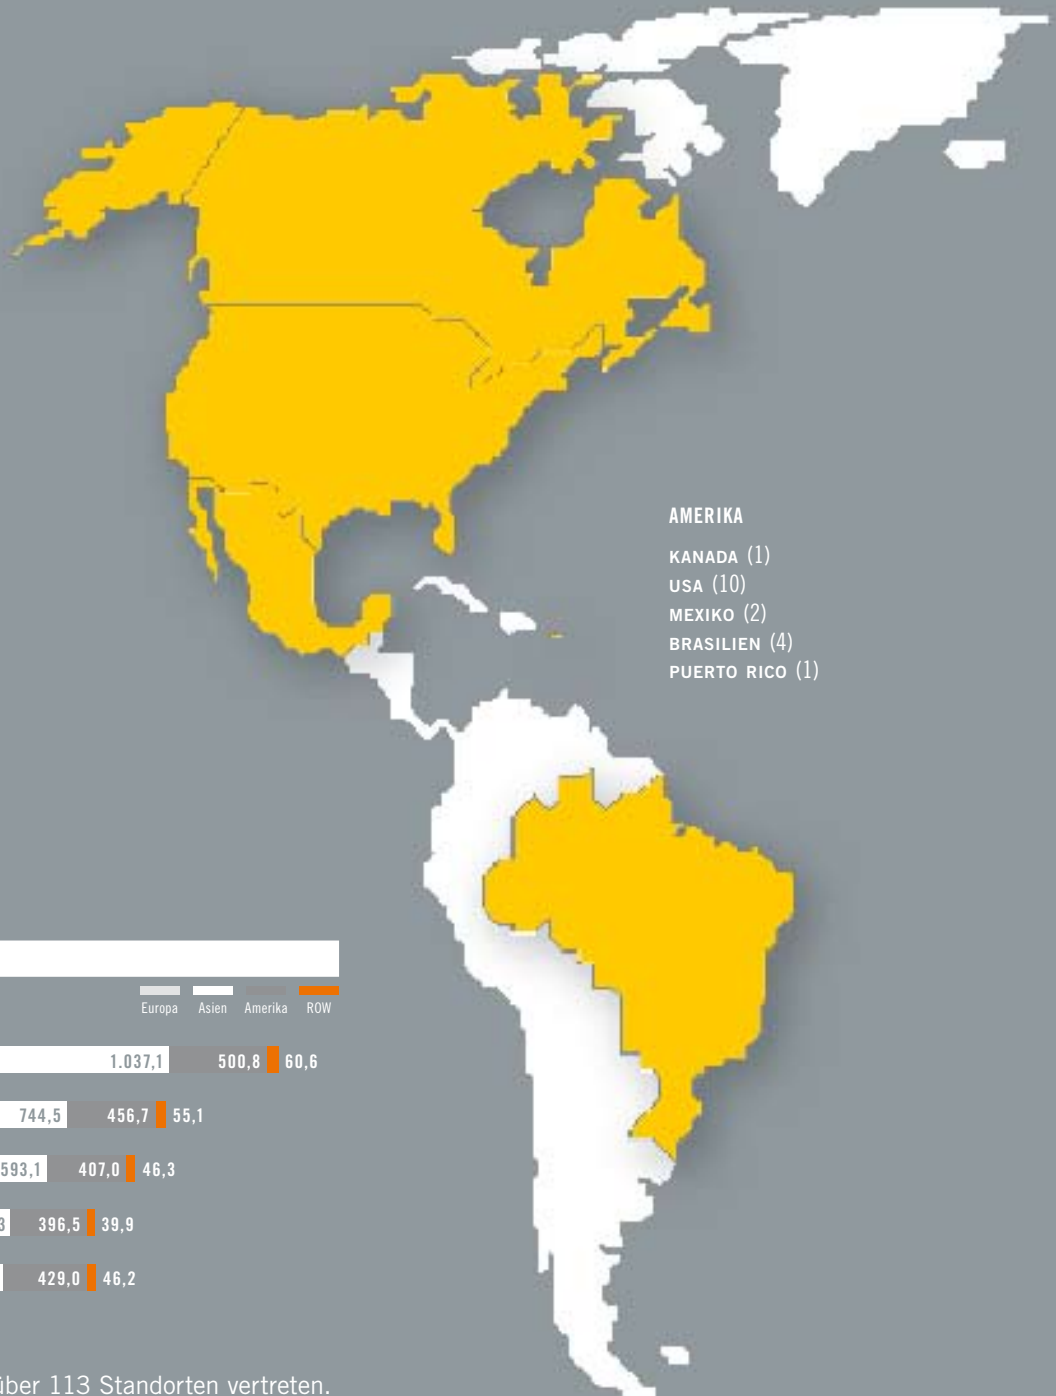 AMERIKA
KANADA (1)
USA (10)
MEXIKO (2)
BRASILIEN (4)
PUERTO RICO (1)
Europa Asien Amerika ROW
1.037,1 500,8 60,6
744,5 456,7 55,1
593,1 407,0 46,3
396,5 39,9
429,0 46,2
über 113 Standorten vertreten.